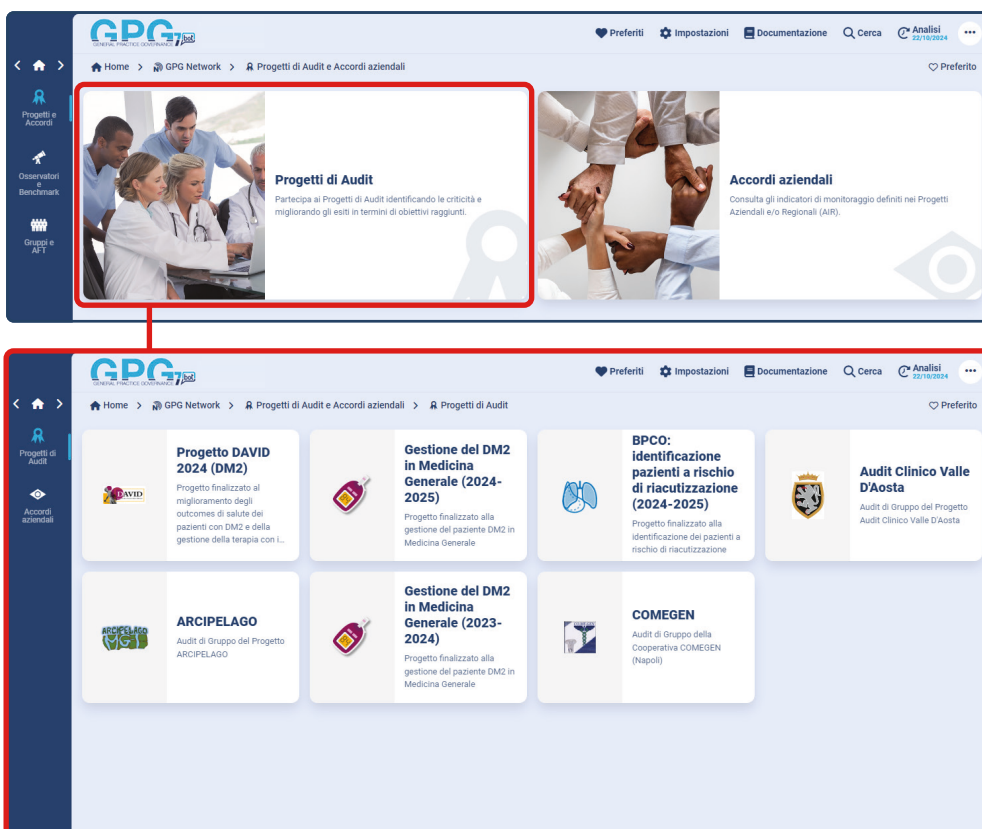 GPG 7 bot
GENERAL PRACTICE GOVERNANCE
Preferiti
Impostazioni
Documentazione
Cerca
Analisi
22/10/2024
Home > GPG Network > Progetti di Audit e Accordi aziendali
Preferito
Progetti e
Accordi
Osservatori
e
Benchmark
Gruppi e
AFT
Progetti di Audit
Partecipa ai Progetti di Audit identificando le criticità e
migliorando gli esiti in termini di obiettivi raggiunti.
Accordi aziendali
Consulta gli indicatori di monitoraggio definiti nei Progetti
Aziendali e/o Regionali (AIR).
GPG 7 bot
GENERAL PRACTICE GOVERNANCE
Preferiti
Impostazioni
Documentazione
Cerca
Analisi
22/10/2024
Home > GPG Network > Progetti di Audit e Accordi aziendali > Progetti di Audit
Preferito
Progetti di
Audit
Accordi
aziendali
DAVID
Progetto DAVID
2024 (DM2)
Progetto finalizzato al
miglioramento degli
outcomes di salute dei
pazienti con DM2 e della
gestione della terapia con i...
Gestione del DM2
in Medicina
Generale (2024-
2025)
Progetto finalizzato alla
gestione del paziente DM2 in
Medicina Generale
BPCO:
identificazione
pazienti a rischio
di riacutizzazione
(2024-2025)
Progetto finalizzato alla
identificazione dei pazienti a
rischio di riacutizzazione
Audit Clinico Valle
D'Aosta
Audit di Gruppo del Progetto
Audit Clinico Valle D'Aosta
ARCIPELAGO
MG1
ARCIPELAGO
Audit di Gruppo del Progetto
ARCIPELAGO
Gestione del DM2
in Medicina
Generale (2023-
2024)
Progetto finalizzato alla
gestione del paziente DM2 in
Medicina Generale
COMEGEN
Audit di Gruppo della
Cooperativa COMEGEN
(Napoli)